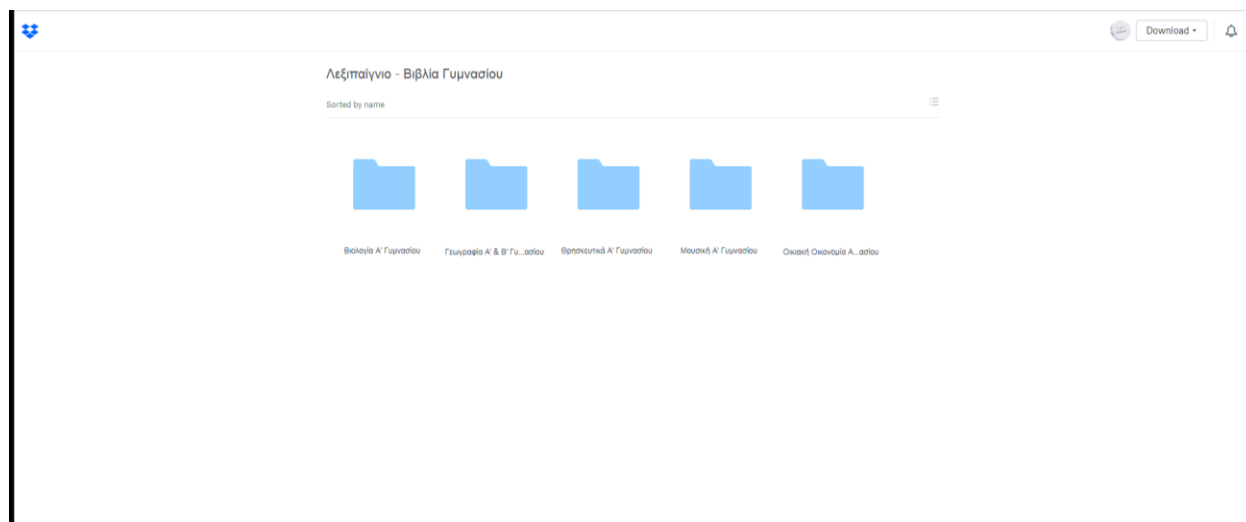 Download
Λεξιπαίγνιο - Βιβλία Γυμνασίου
Sorted by name
Βιολογία Α' Γυμνασίου
Γεωγραφία Α' & Β' Γυ...ασίου
Θρησκευτικά Α' Γυμνασίου
Μουσική Α' Γυμνασίου
Οικιακή Οικονομία Α...ασίου